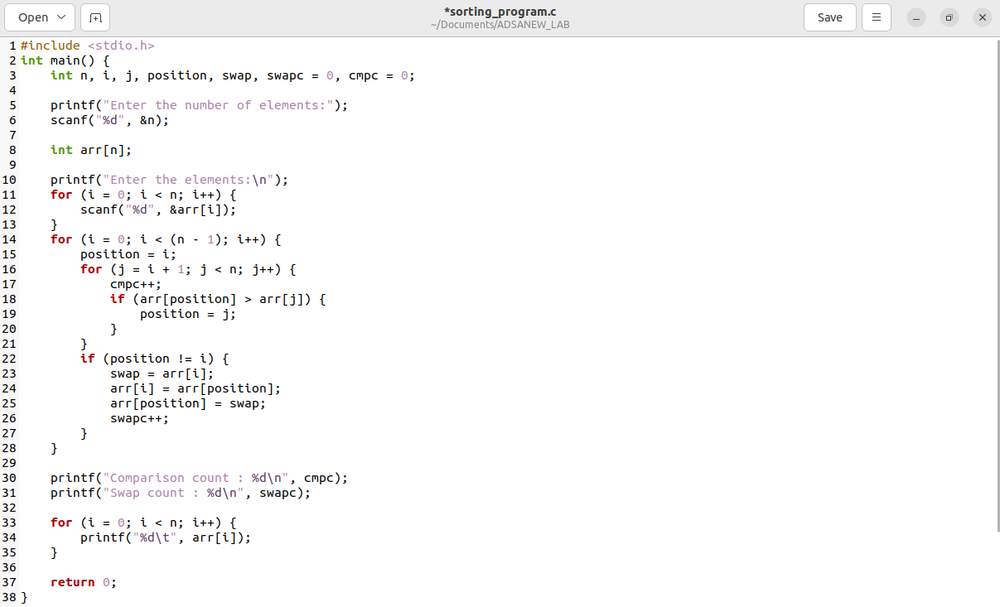 Open
*sorting_program.c
~/Documents/ADSANEW_LAB
Save
1 #include <stdio.h>
2 int main() {
3     int n, i, j, position, swap, swapc = 0, cmpc = 0;
4
5     printf("Enter the number of elements:");
6     scanf("%d", &n);
7
8     int arr[n];
9
10     printf("Enter the elements:\n");
11     for (i = 0; i < n; i++) {
12         scanf("%d", &arr[i]);
13     }
14     for (i = 0; i < (n - 1); i++) {
15         position = i;
16         for (j = i + 1; j < n; j++) {
17             cmpc++;
18             if (arr[position] > arr[j]) {
19                 position = j;
20             }
21         }
22         if (position != i) {
23             swap = arr[i];
24             arr[i] = arr[position];
25             arr[position] = swap;
26             swapc++;
27         }
28     }
29
30     printf("Comparison count : %d\n", cmpc);
31     printf("Swap count : %d\n", swapc);
32
33     for (i = 0; i < n; i++) {
34         printf("%d\t", arr[i]);
35     }
36
37     return 0;
38 }